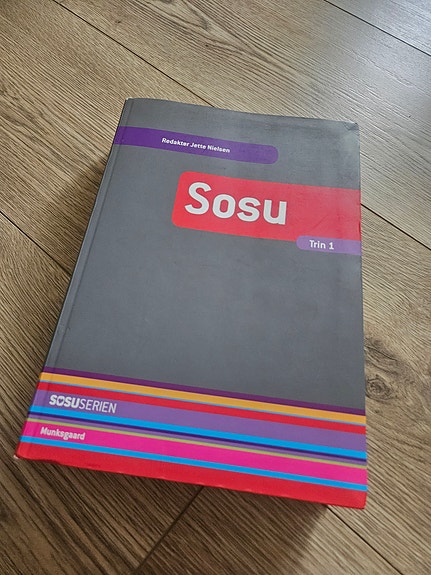 Redaktør Jette Nielsen
Sosu
Trin 1
SOSUSERIEN
Munksgaard